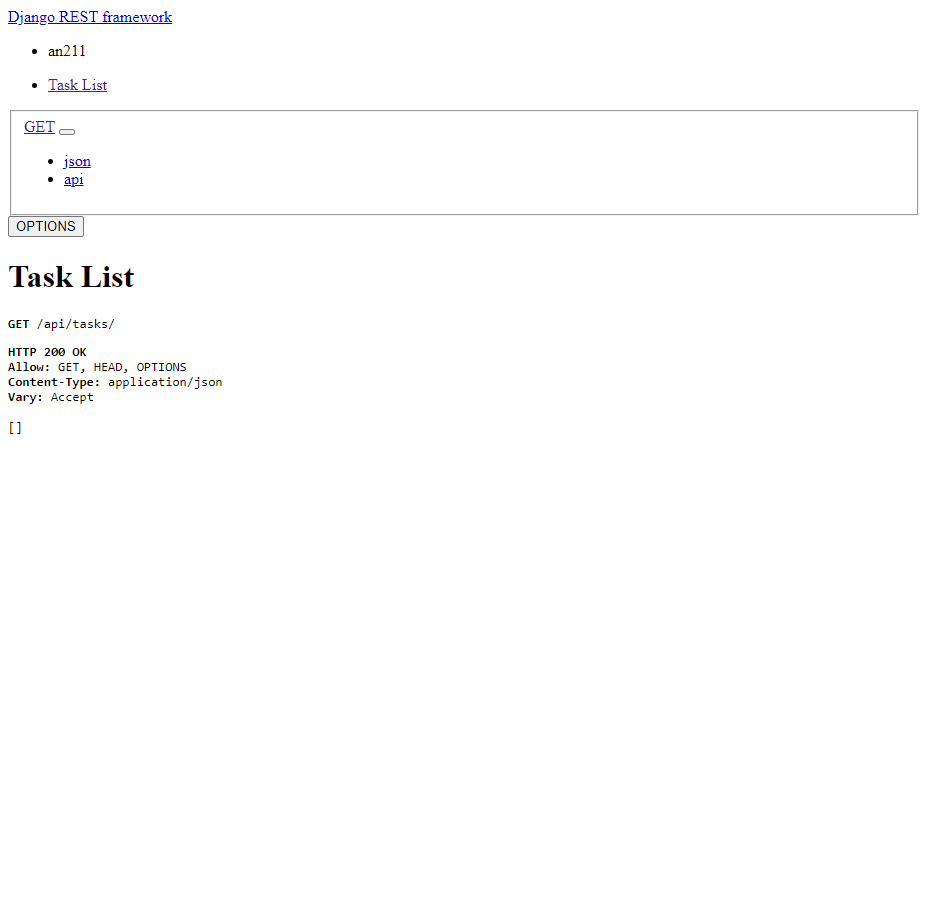 Django REST framework
an211
Task List
GET
json
api
OPTIONS
Task List
GET /api/tasks/
HTTP 200 OK
Allow: GET, HEAD, OPTIONS
Content-Type: application/json
Vary: Accept
[]